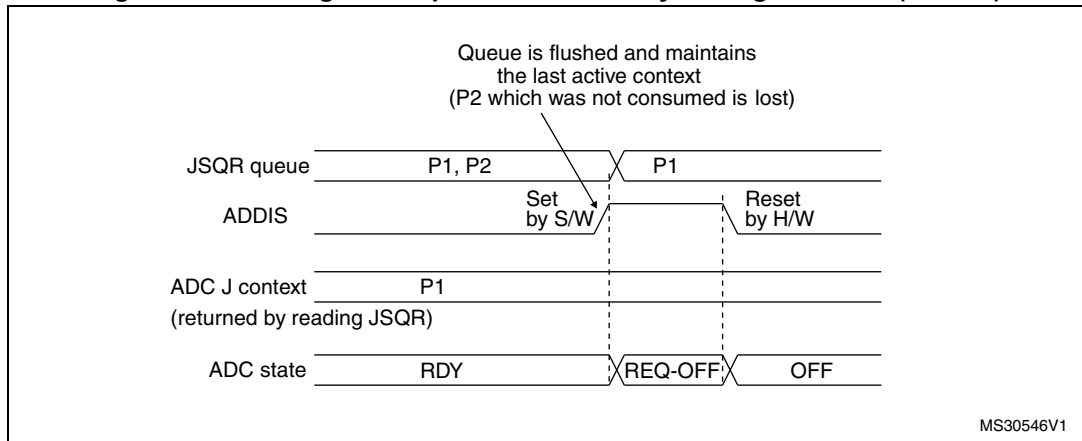 Queue is flushed and maintains
the last active context
(P2 which was not consumed is lost)
JSQR queue P1, P2 P1
Set Reset
ADDIS by S/W by H/W
ADC J context P1
(returned by reading JSQR)
ADC state RDY REQ-OFF OFF
MS30546V1